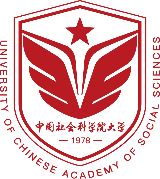 中国社会科学院大学
1978
UNIVERSITY OF CHINESE ACADEMY OF SOCIAL SCIENCES